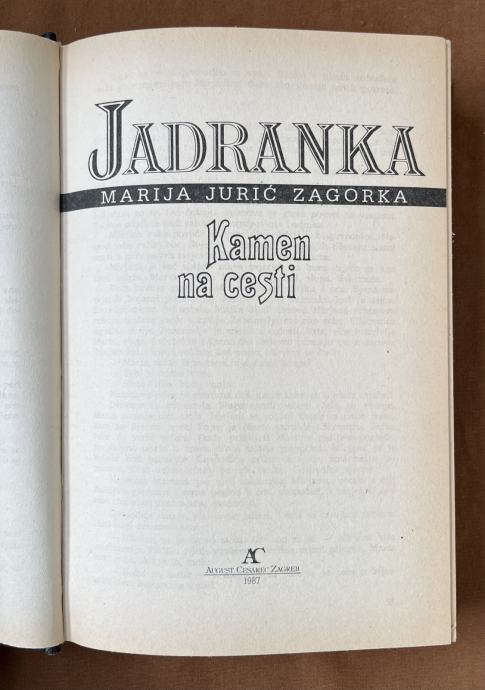 JADRANKA
MARIJA JURIĆ ZAGORKA
Kamen
na cesti
AC
AUGUST CESAREC ZAGREB
1987